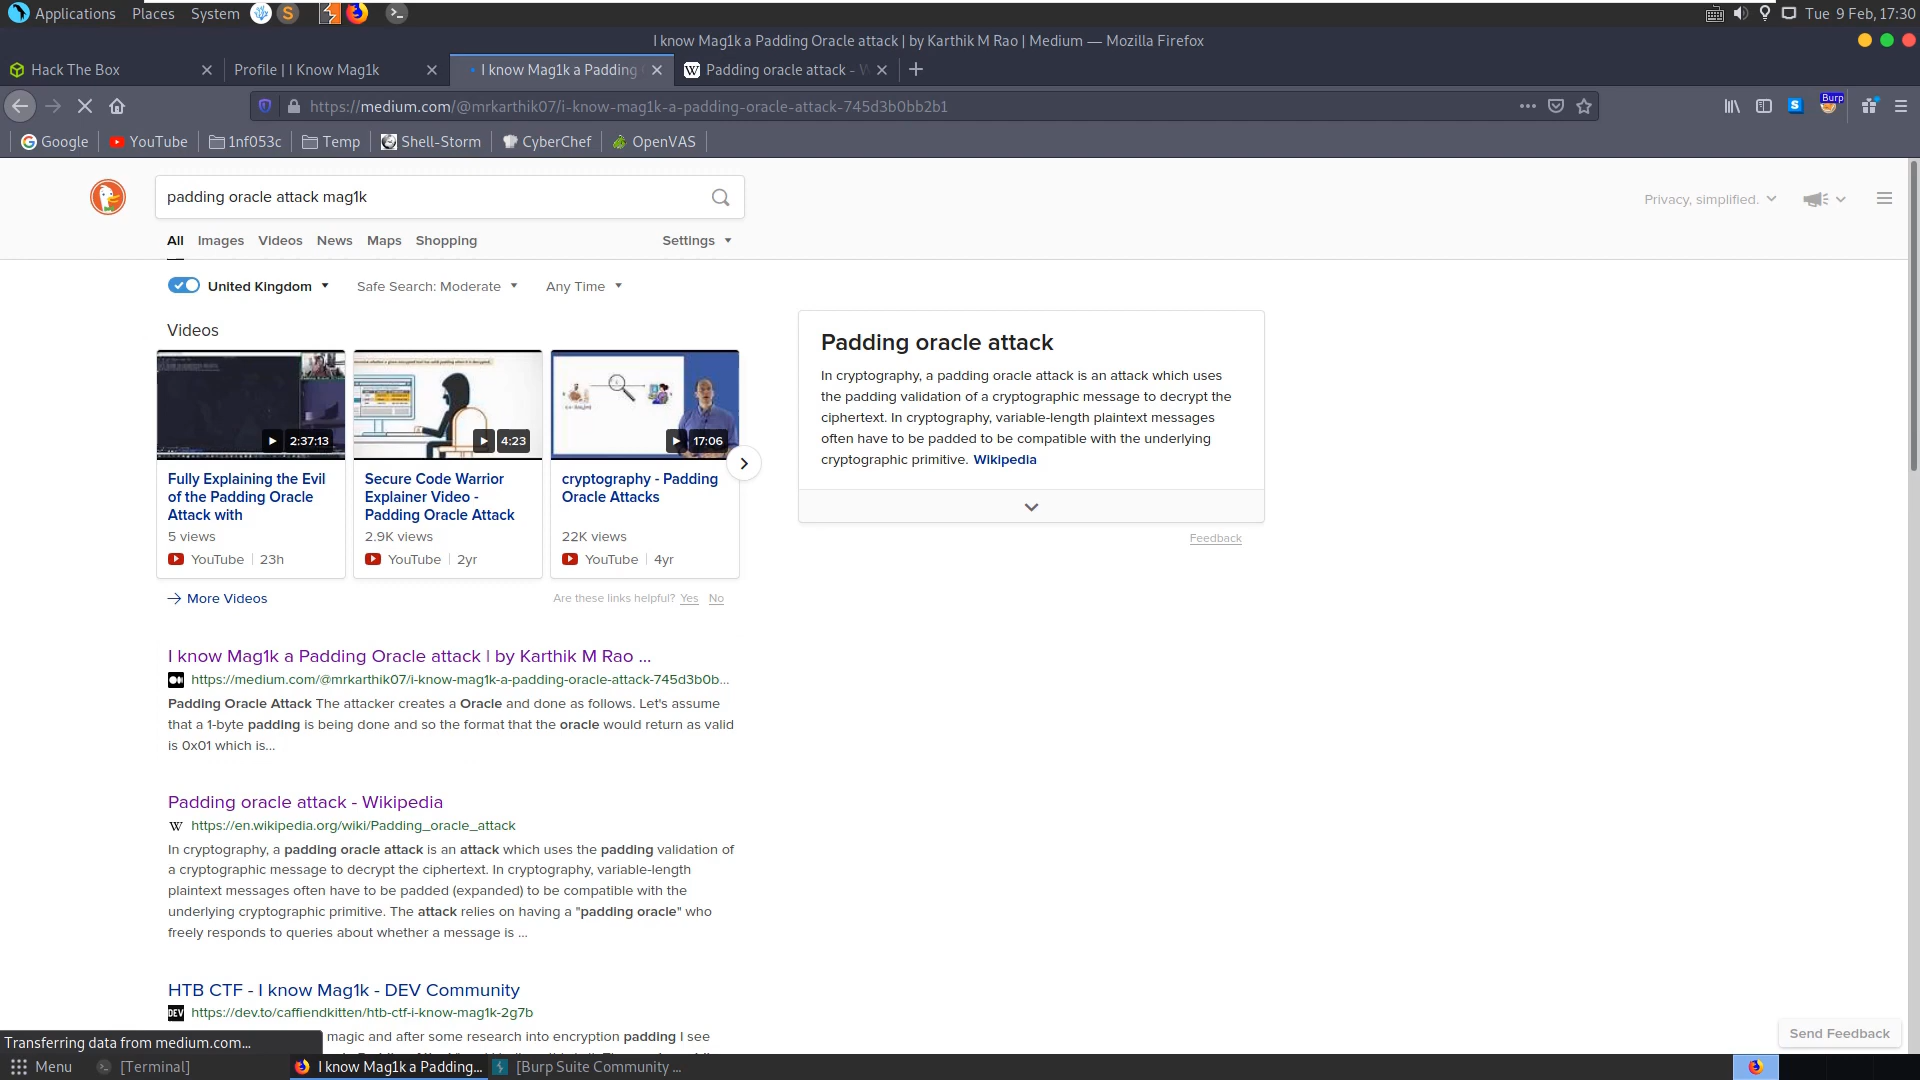 Applications Places System Tue 9 Feb, 17:30
I know Mag1k a Padding Oracle attack | by Karthik M Rao | Medium — Mozilla Firefox
Hack The Box Profile | I Know Mag1k I know Mag1k a Padding Padding oracle attack - W
https://medium.com/@mrkarthik07/i-know-mag1k-a-padding-oracle-attack-745d3b0bb2b1 Burp
Google YouTube 1nf053c Temp Shell-Storm CyberChef OpenVAS
padding oracle attack mag1k
Privacy, simplified.
All Images Videos News Maps Shopping Settings
United Kingdom Safe Search: Moderate Any Time
Videos
2:37:13
Fully Explaining the Evil
of the Padding Oracle
Attack with
5 views
YouTube 23h
4:23
Secure Code Warrior
Explainer Video -
Padding Oracle Attack
2.9K views
YouTube 2yr
17:06
cryptography - Padding
Oracle Attacks
22K views
YouTube 4yr
More Videos
Are these links helpful? Yes No
Padding oracle attack
In cryptography, a padding oracle attack is an attack which uses
the padding validation of a cryptographic message to decrypt the
ciphertext. In cryptography, variable-length plaintext messages
often have to be padded to be compatible with the underlying
cryptographic primitive. Wikipedia
Feedback
I know Mag1k a Padding Oracle attack | by Karthik M Rao ...
https://medium.com/@mrkarthik07/i-know-mag1k-a-padding-oracle-attack-745d3b0b...
Padding Oracle Attack The attacker creates a Oracle and done as follows. Let's assume
that a 1-byte padding is being done and so the format that the oracle would return as valid
is 0x01 which is...
Padding oracle attack - Wikipedia
W https://en.wikipedia.org/wiki/Padding_oracle_attack
In cryptography, a padding oracle attack is an attack which uses the padding validation of
a cryptographic message to decrypt the ciphertext. In cryptography, variable-length
plaintext messages often have to be padded (expanded) to be compatible with the
underlying cryptographic primitive. The attack relies on having a "padding oracle" who
freely responds to queries about whether a message is ...
HTB CTF - I know Mag1k - DEV Community
DEV https://dev.to/caffiendkitten/htb-ctf-i-know-mag1k-2g7b
magic and after some research into encryption padding I see
Send Feedback
Transferring data from medium.com...
Menu [Terminal] I know Mag1k a Padding... [Burp Suite Community ...